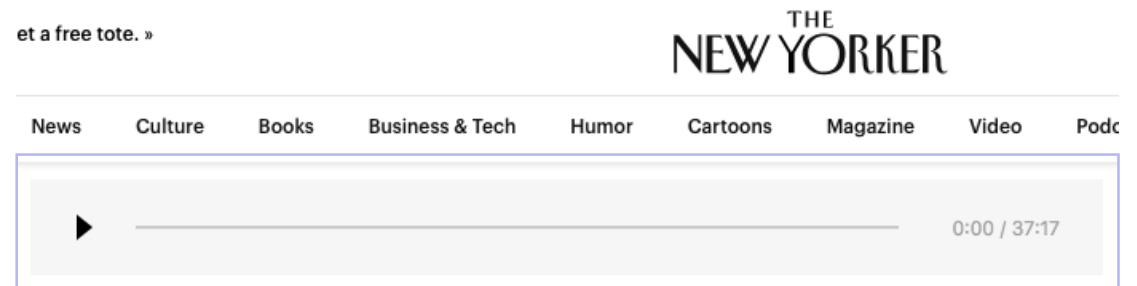 et a free tote. »
THE
NEW YORKER
News Culture Books Business & Tech Humor Cartoons Magazine Video Podc
0:00 / 37:17